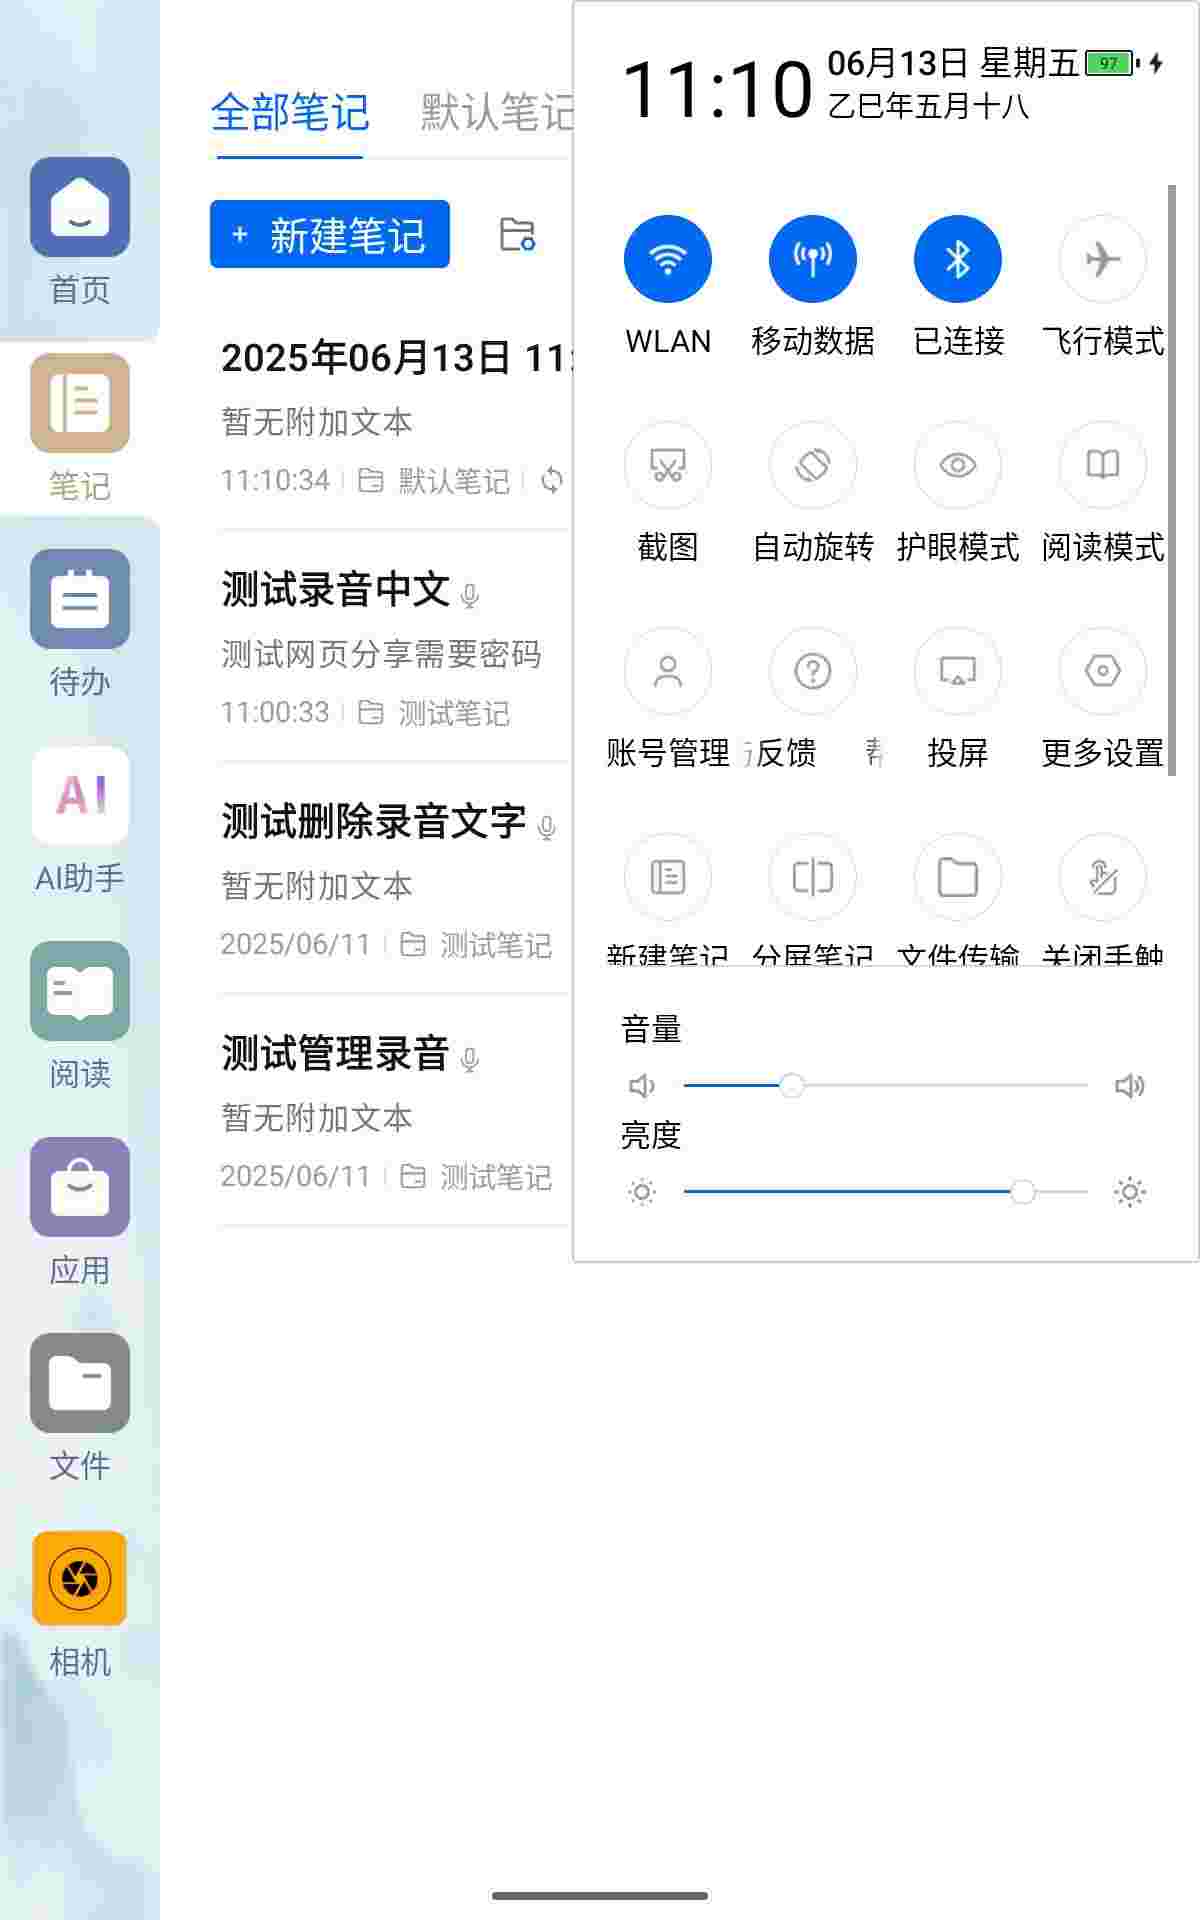 首页
笔记
待办
AI
AI助手
阅读
应用
文件
相机
全部笔记 默认笔记
+ 新建笔记
2025年06月13日 11:
暂无附加文本
11:10:34 默认笔记
测试录音中文
测试网页分享需要密码
11:00:33 测试笔记
测试删除录音文字
暂无附加文本
2025/06/11 测试笔记
测试管理录音
暂无附加文本
2025/06/11 测试笔记
11:10
06月13日 星期五 97
乙巳年五月十八
WLAN 移动数据 已连接 飞行模式
截图 自动旋转 护眼模式 阅读模式
账号管理 反馈 帮 投屏 更多设置
新建笔记 分屏笔记 文件传输 关闭手触
音量
亮度